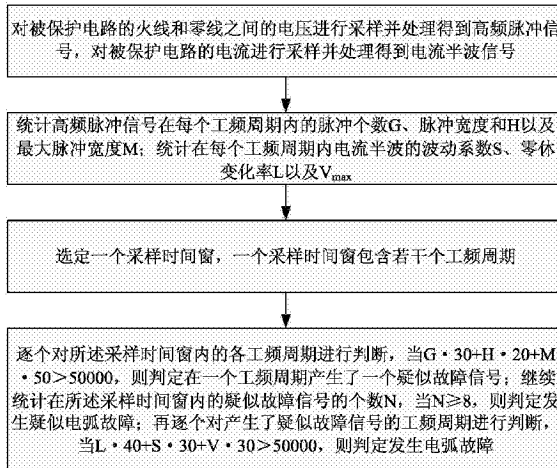 对被保护电路的火线和零线之间的电压进行采样并处理得到高频脉冲信
号，对被保护电路的电流进行采样并处理得到电流半波信号
统计高频脉冲信号在每个工频周期内的脉冲个数G、脉冲宽度和H以及
最大脉冲宽度M；统计在每个工频周期内电流半波的波动系数S、零休
变化率L以及Vmax
选定一个采样时间窗，一个采样时间窗包含若干个工频周期
逐个对所述采样时间窗内的各工频周期进行判断，当G·30+H·20+M
·50>50000，则判定在一个工频周期产生了一个疑似故障信号；继续
统计在所述采样时间窗内的疑似故障信号的个数N，当N≥8，则判定发
生疑似电弧故障；再逐个对产生了疑似故障信号的工频周期进行判断，
当L·40+S·30+V·30>50000，则判定发生电弧故障